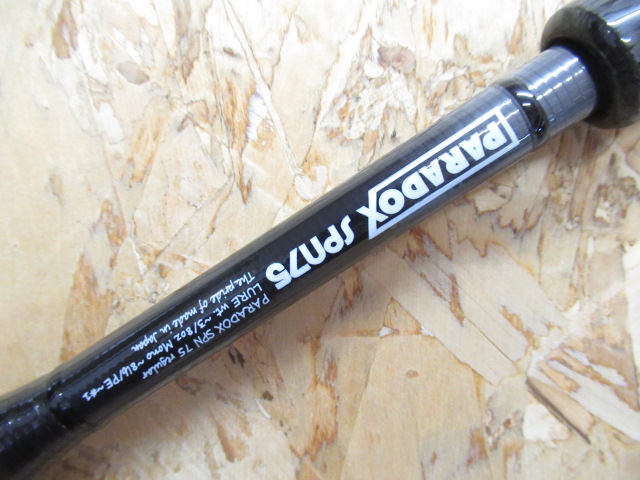 PARADOX SPN75
PARADOX SPN 75 regular
LURE wt. ~3/8oz Mono ~8lb/PE ~#1
The pride of made in Japan.